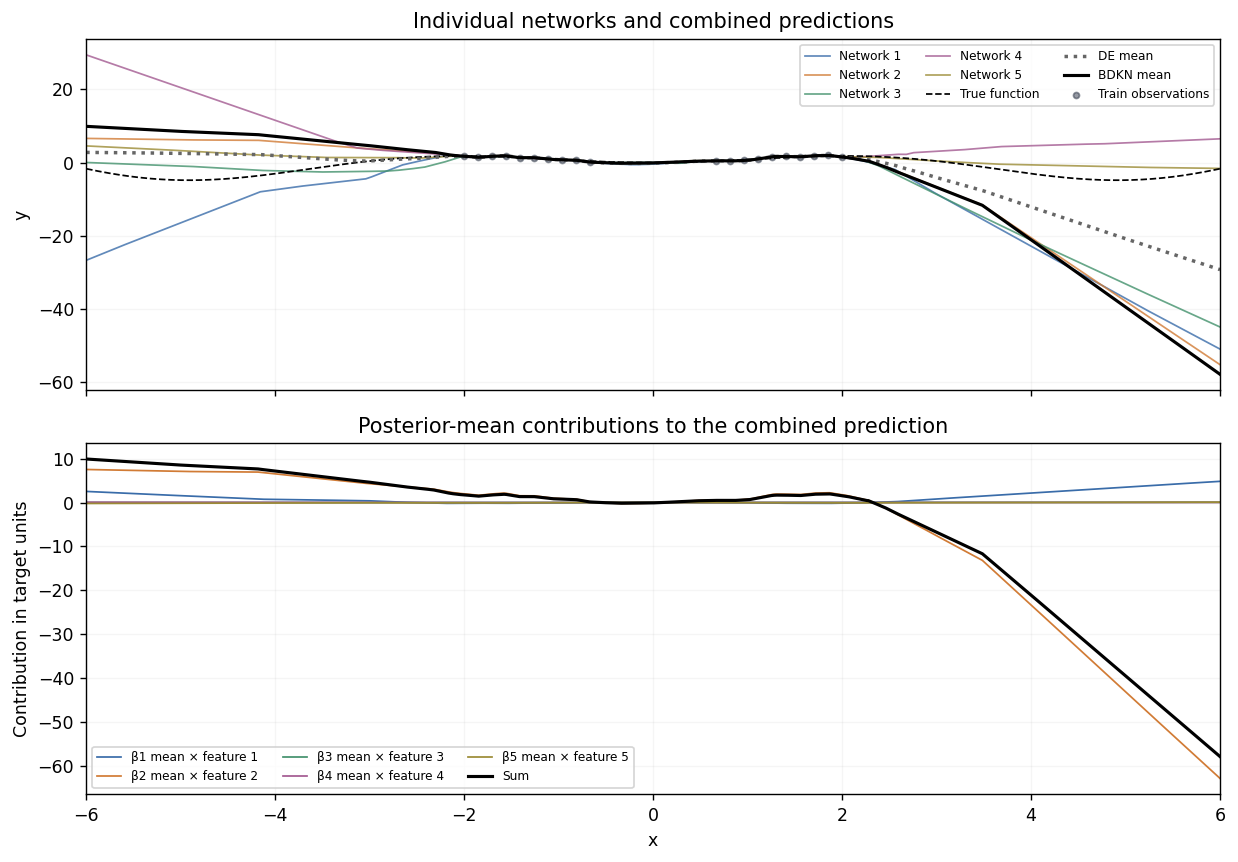 Individual networks and combined predictions
Network 1
Network 2
Network 3
Network 4
Network 5
True function
DE mean
BDKN mean
Train observations
y
20
0
−20
−40
−60
Posterior-mean contributions to the combined prediction
Contribution in target units
10
0
−10
−20
−30
−40
−50
−60
β1 mean × feature 1
β2 mean × feature 2
β3 mean × feature 3
β4 mean × feature 4
β5 mean × feature 5
Sum
−6 −4 −2 0 2 4 6
x